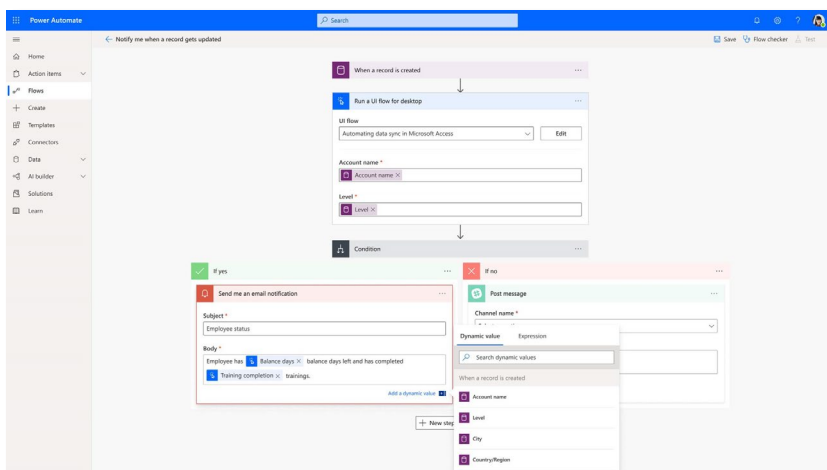 Power Automate
Search
?
Notify me when a record gets updated
Save
Flow checker
Test
Home
Action items
Flows
Create
Templates
Connectors
Data
AI builder
Solutions
Learn
When a record is created
Run a UI flow for desktop
UI flow
Automating data sync in Microsoft Access
Edit
Account name *
Account name ×
Level *
Level ×
Condition
If yes
If no
Send me an email notification
Subject *
Employee status
Body *
Employee has Balance days × balance days left and has completed
Training completion × trainings.
Add a dynamic value
+ New step
Post message
Channel name *
Dynamic value Expression
Search dynamic values
When a record is created
Account name
Level
City
Country/Region